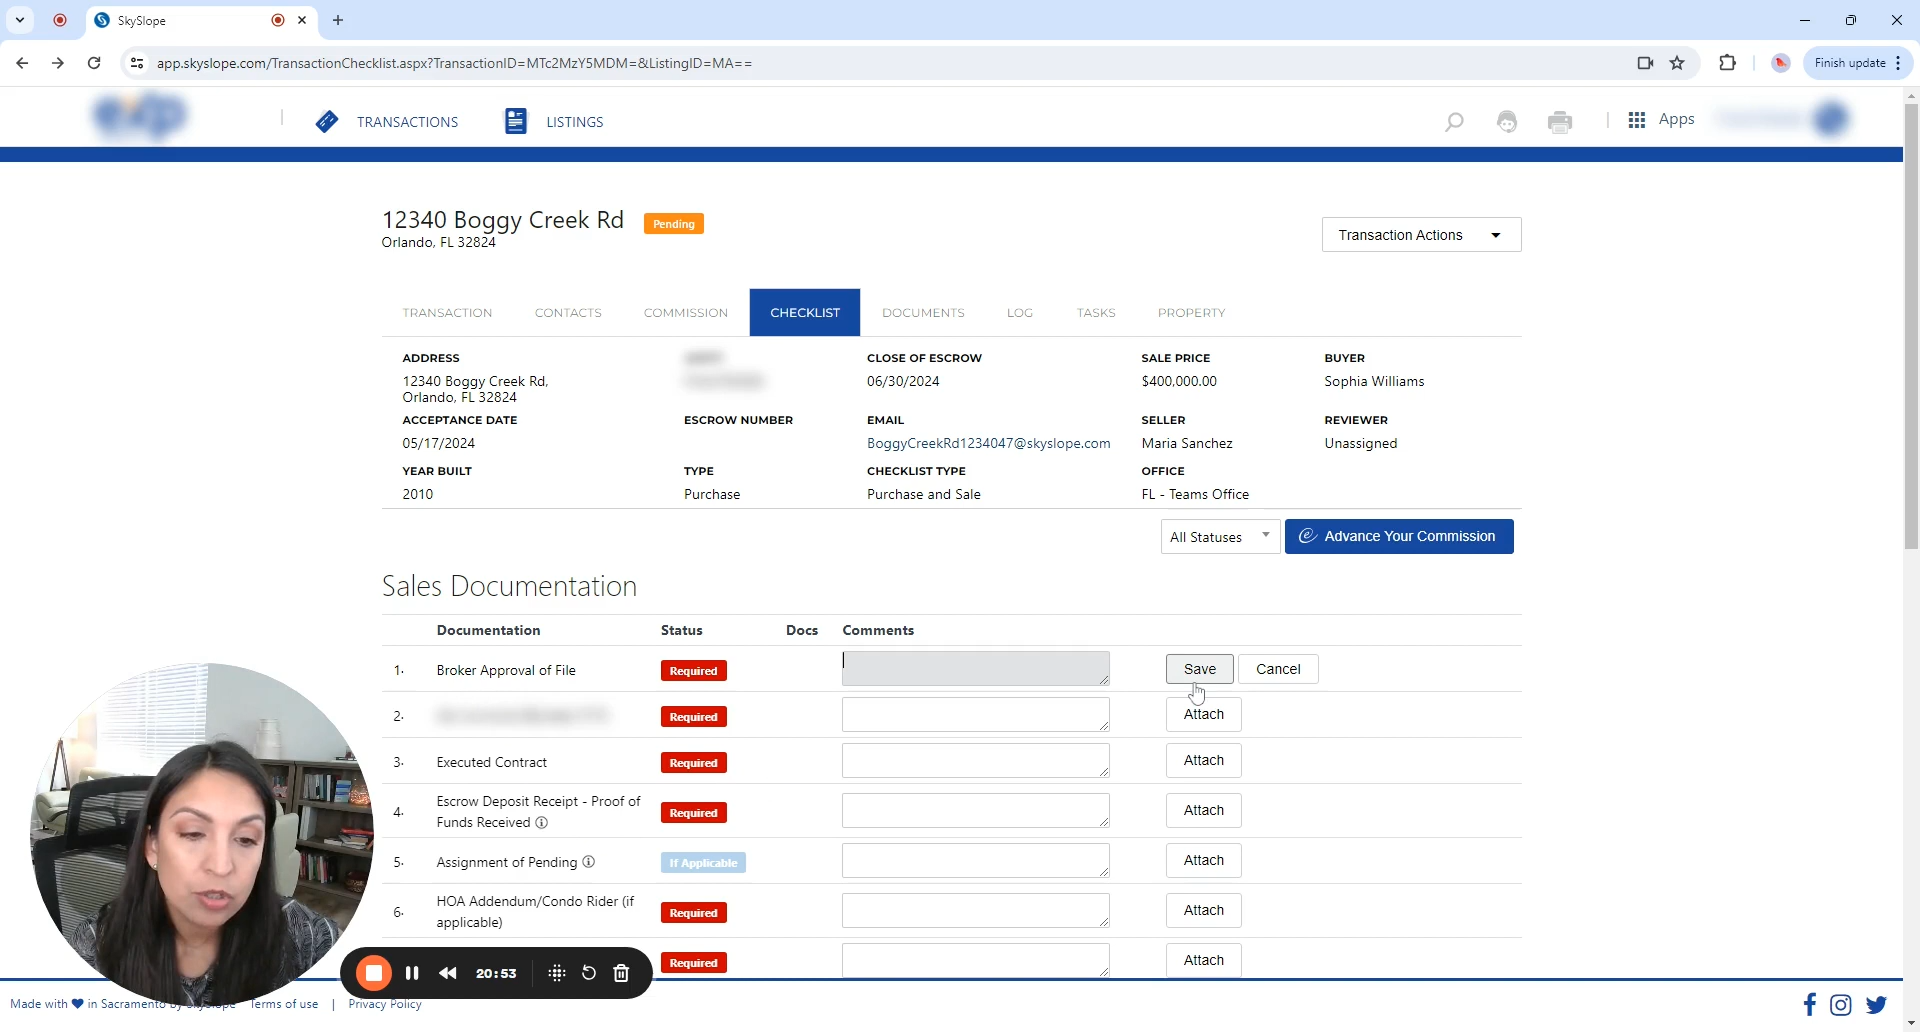 SkySlope
app.skyslope.com/TransactionChecklist.aspx?TransactionID=MTc2MzY5MDM=&ListingID=MA==
Finish update
exp
TRANSACTIONS
LISTINGS
Apps
12340 Boggy Creek Rd
Pending
Orlando, FL 32824
Transaction Actions
TRANSACTION CONTACTS COMMISSION CHECKLIST DOCUMENTS LOG TASKS PROPERTY
ADDRESS CLOSE OF ESCROW SALE PRICE BUYER
12340 Boggy Creek Rd, 06/30/2024 $400,000.00 Sophia Williams
Orlando, FL 32824
ACCEPTANCE DATE ESCROW NUMBER EMAIL SELLER REVIEWER
05/17/2024 BoggyCreekRd1234047@skyslope.com Maria Sanchez Unassigned
YEAR BUILT TYPE CHECKLIST TYPE OFFICE
2010 Purchase Purchase and Sale FL - Teams Office
All Statuses Advance Your Commission
Sales Documentation
Documentation Status Docs Comments
1. Broker Approval of File Required Save Cancel
2. Required Attach
3. Executed Contract Required Attach
4. Escrow Deposit Receipt - Proof of Funds Received Required Attach
5. Assignment of Pending If Applicable Attach
6. HOA Addendum/Condo Rider (if applicable) Required Attach
Required Attach
20:53
Made with in Sacramento by SkySlope Terms of use | Privacy Policy